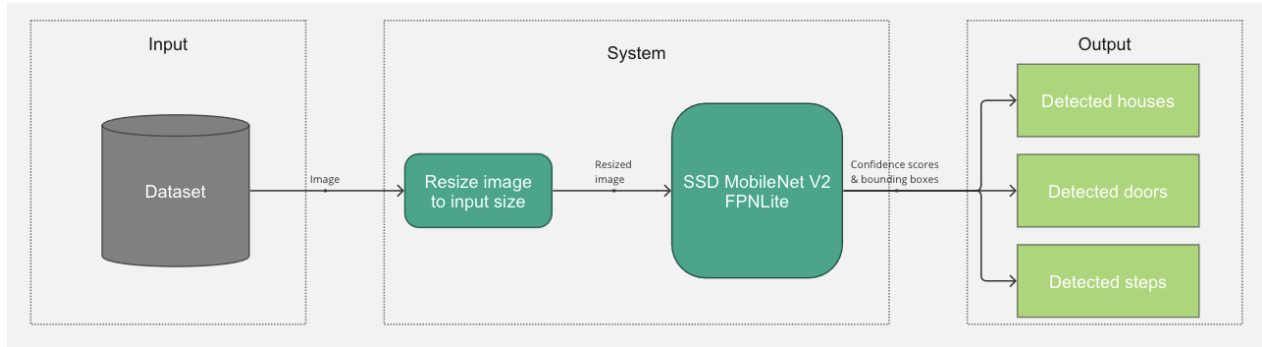 Input
System
Output
Dataset
Image
Resize image
to input size
Resized
image
SSD MobileNet V2
FPNLite
Confidence scores
& bounding boxes
Detected houses
Detected doors
Detected steps